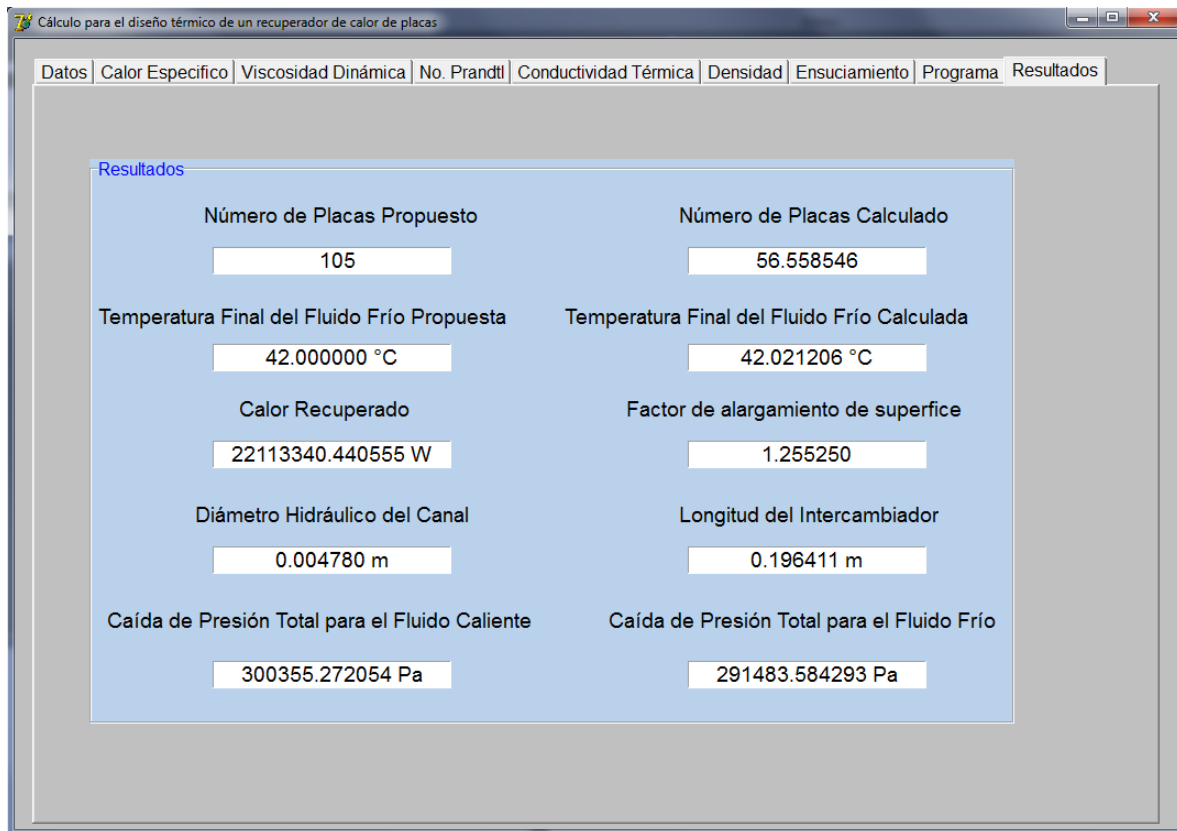 Cálculo para el diseño térmico de un recuperador de calor de placas
Datos Calor Especifico Viscosidad Dinámica No. Prandtl Conductividad Térmica Densidad Ensuciamiento Programa Resultados
Resultados
Número de Placas Propuesto Número de Placas Calculado
105 56.558546
Temperatura Final del Fluido Frío Propuesta Temperatura Final del Fluido Frío Calculada
42.000000 °C 42.021206 °C
Calor Recuperado Factor de alargamiento de superfice
22113340.440555 W 1.255250
Diámetro Hidráulico del Canal Longitud del Intercambiador
0.004780 m 0.196411 m
Caída de Presión Total para el Fluido Caliente Caída de Presión Total para el Fluido Frío
300355.272054 Pa 291483.584293 Pa